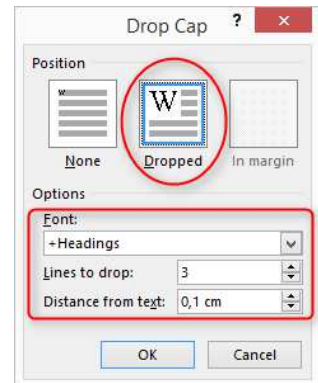 Drop Cap ? ×
Position
W W
None Dropped In margin
Options
Font:
+Headings
Lines to drop: 3
Distance from text: 0,1 cm
OK Cancel